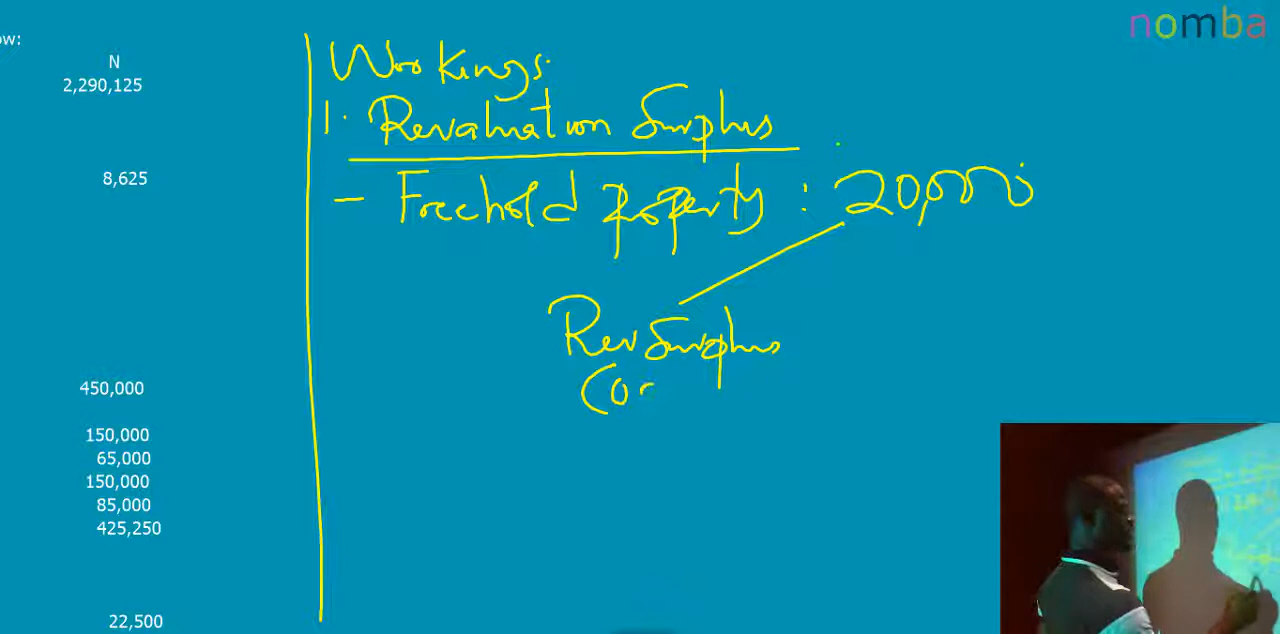 nomba
ow:
N
2,290,125
8,625
450,000
150,000
65,000
150,000
85,000
425,250
22,500
Workings:
1. Revaluation Surplus
- Freehold property : 20,000
Rev Surplus